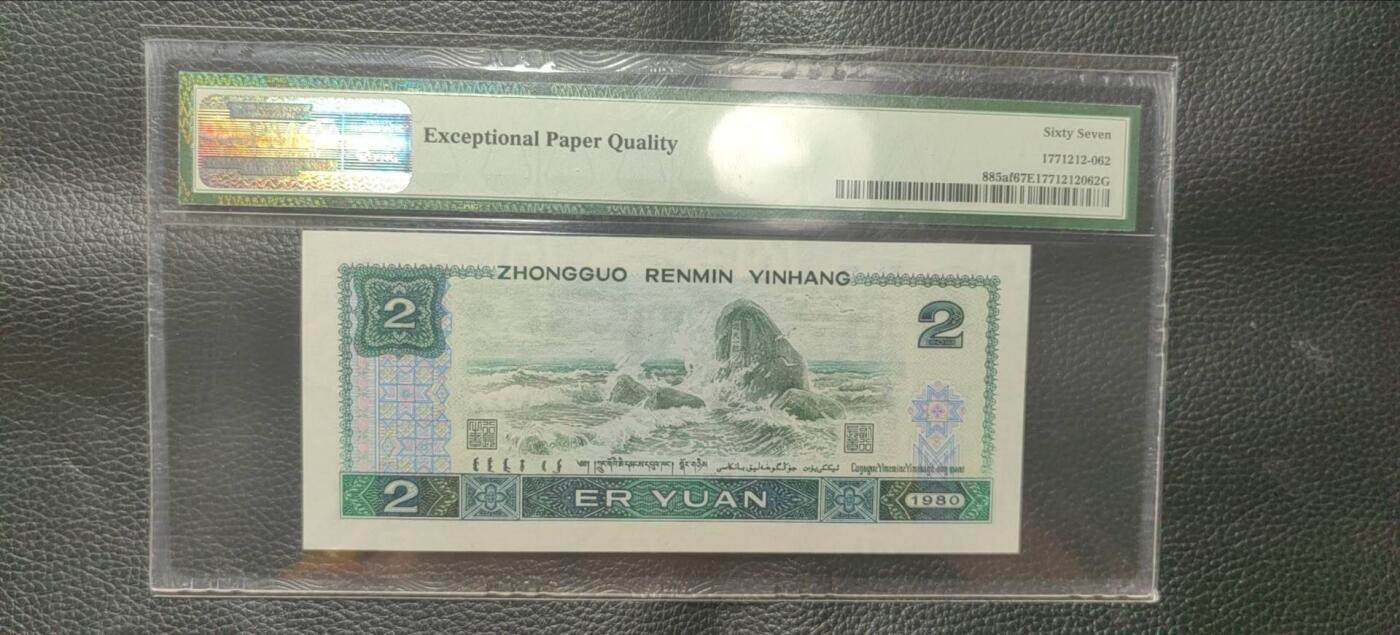 Exceptional Paper Quality
Sixty Seven
1771212-062
885af67E1771212062G
ZHONGGUO RENMIN YINHANG
2
2
2
ER YUAN
1980